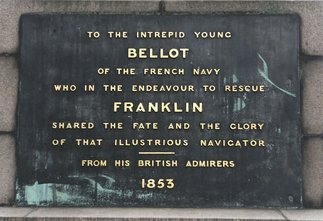 TO THE INTREPID YOUNG
BELLOT
OF THE FRENCH NAVY
WHO IN THE ENDEAVOUR TO RESCUE
FRANKLIN
SHARED THE FATE AND THE GLORY
OF THAT ILLUSTRIOUS NAVIGATOR
FROM HIS BRITISH ADMIRERS
1853